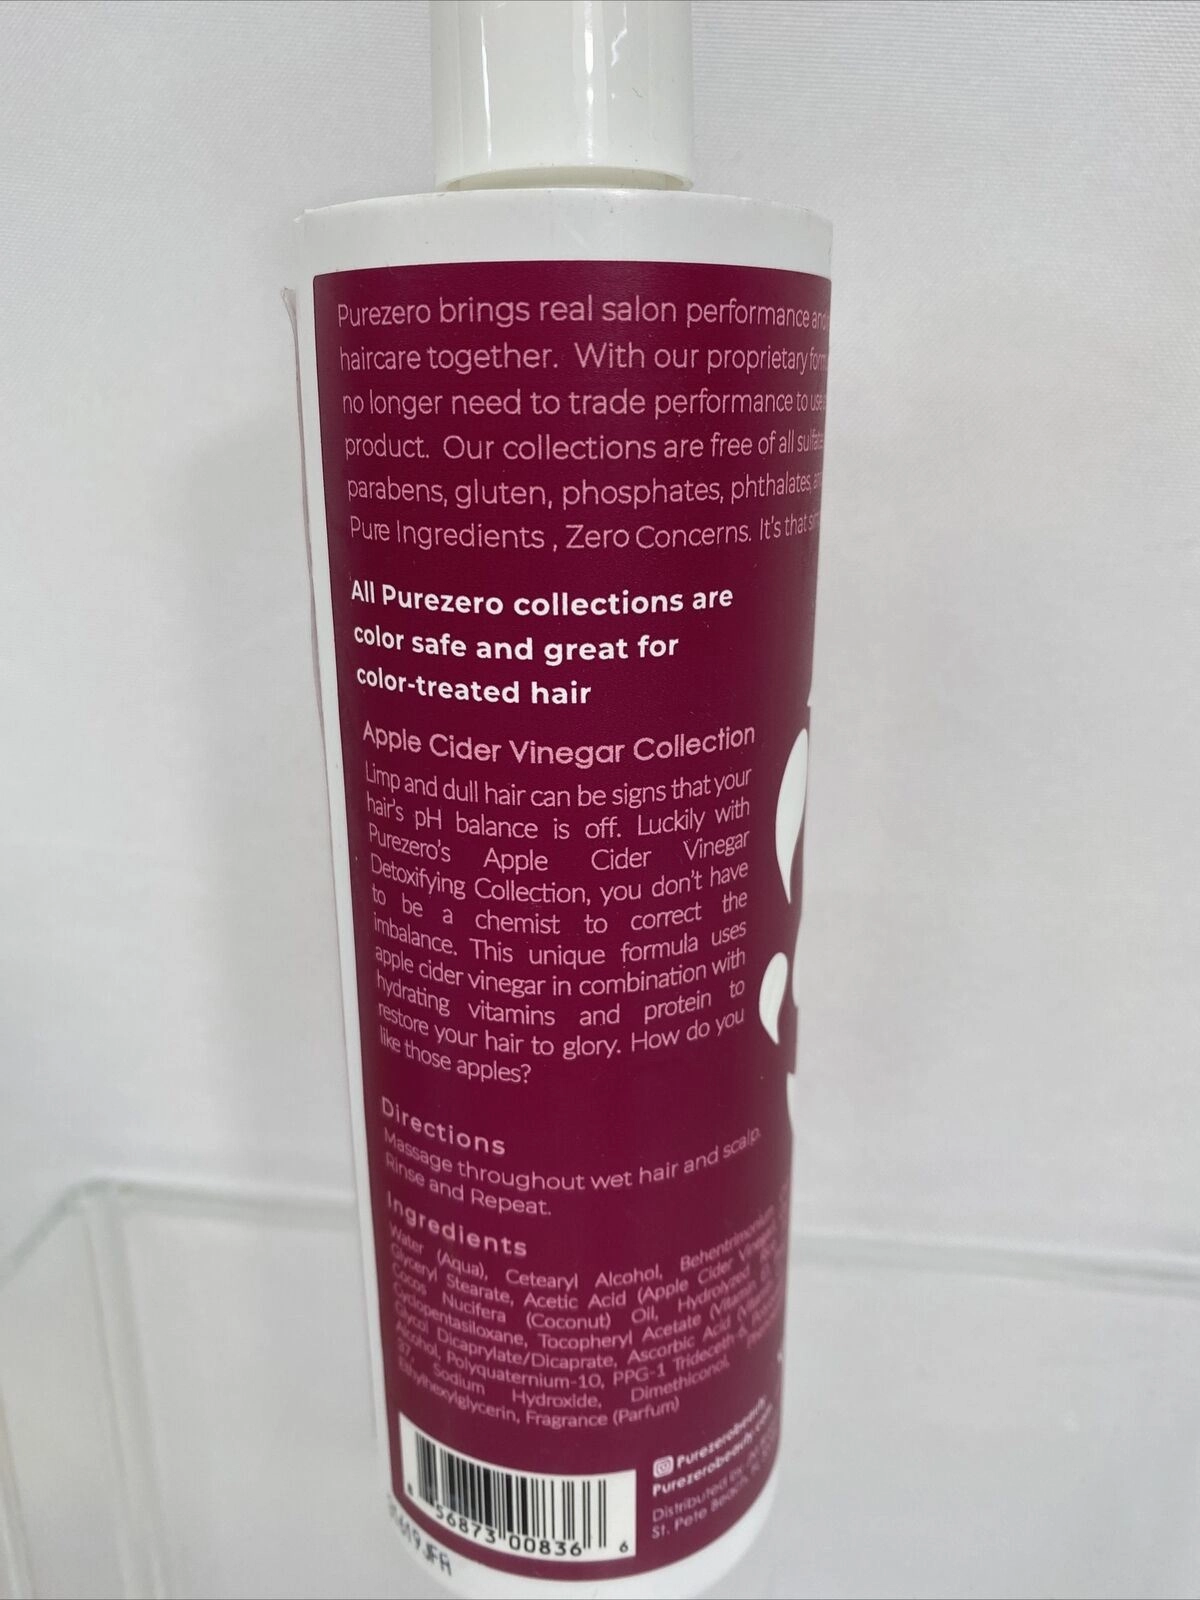 Purezero brings real salon performance
haircare together. With our proprietary
no longer need to trade performance to use
product. Our collections are free of all
parabens, gluten, phosphates, phthalates,
Pure Ingredients , Zero Concerns. It's that
All Purezero collections are
color safe and great for
color-treated hair
Apple Cider Vinegar Collection
Limp and dull hair can be signs that your
hair's pH balance is off. Luckily with
Purezero's Apple Cider Vinegar
Detoxifying Collection, you don't have
to be a chemist to correct the
imbalance. This unique formula uses
apple cider vinegar in combination with
hydrating vitamins and protein to
restore your hair to glory. How do you
like those apples?
Directions
Massage throughout wet hair and scalp.
Rinse and Repeat.
Ingredients
Water (Aqua), Cetearyl Alcohol, Behentrimonium
Glyceryl Stearate, Acetic Acid (Apple Cider Vinegar
Cocos Nucifera (Coconut) Oil, Hydrolyzed
Cyclopentasiloxane, Tocopheryl Acetate (Vitamin
Glycol Dicaprylate/Dicaprate, Ascorbic Acid
Alcohol, Polyquaternium-10, PPG-1 Trideceth-6,
37, Sodium Hydroxide, Dimethiconol,
Ethylhexylglycerin, Fragrance (Parfum)
Purezerobeauty
Purezerobeauty.com
Distributed by:
St. Pete Beach,
8 56873 00836 6